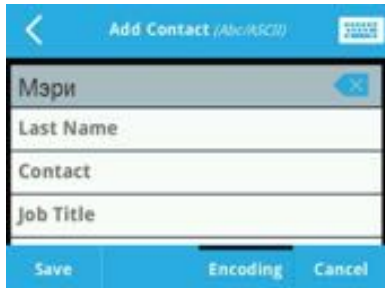 Add Contact (Abc/ASCII)
Мэри
Last Name
Contact
Job Title
Save Encoding Cancel